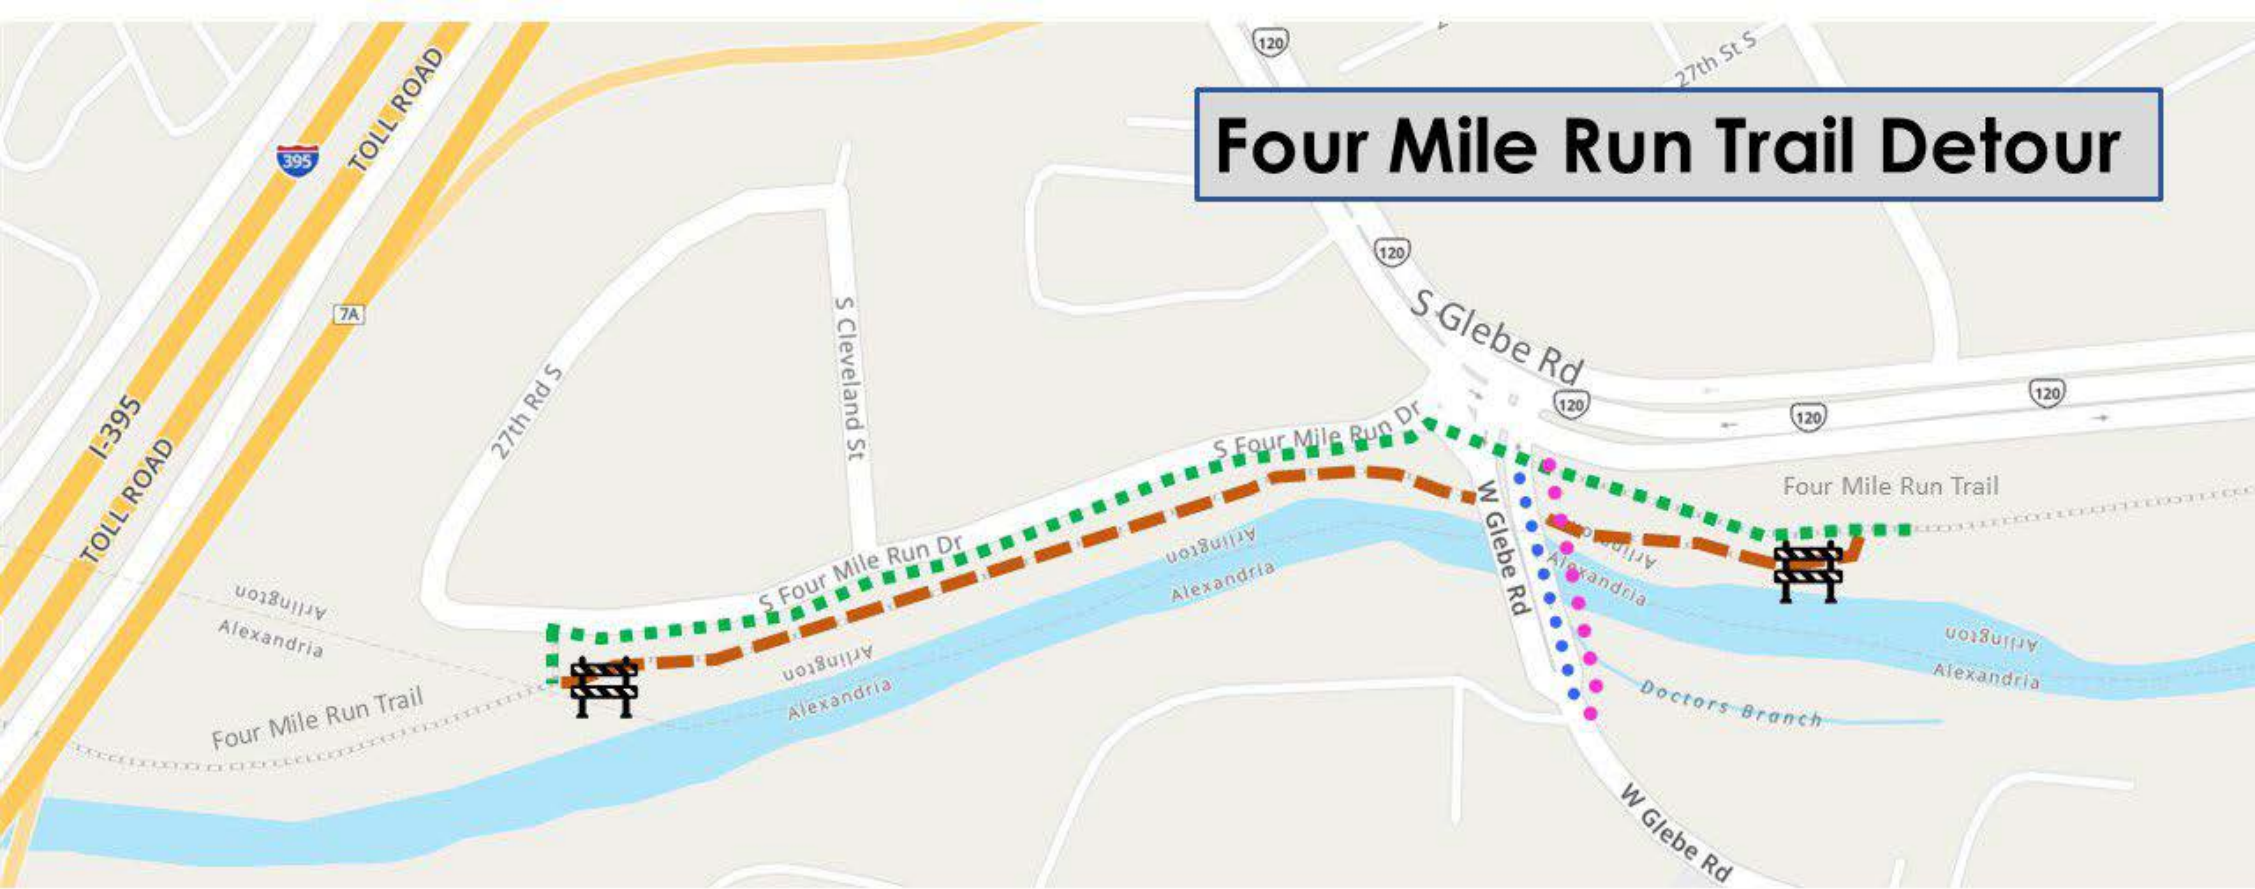 120
27th St S
Four Mile Run Trail Detour
TOLL ROAD
395
120
7A
S Cleveland St
S Glebe Rd
27th Rd S
120
120
120
I-395
TOLL ROAD
S Four Mile Run Dr
Four Mile Run Trail
W Glebe Rd
S Four Mile Run Dr
Arlington
Alexandria
Arlington
Alexandria
Arlington
Alexandria
Arlington
Alexandria
Arlington
Alexandria
Four Mile Run Trail
Doctors Branch
W Glebe Rd